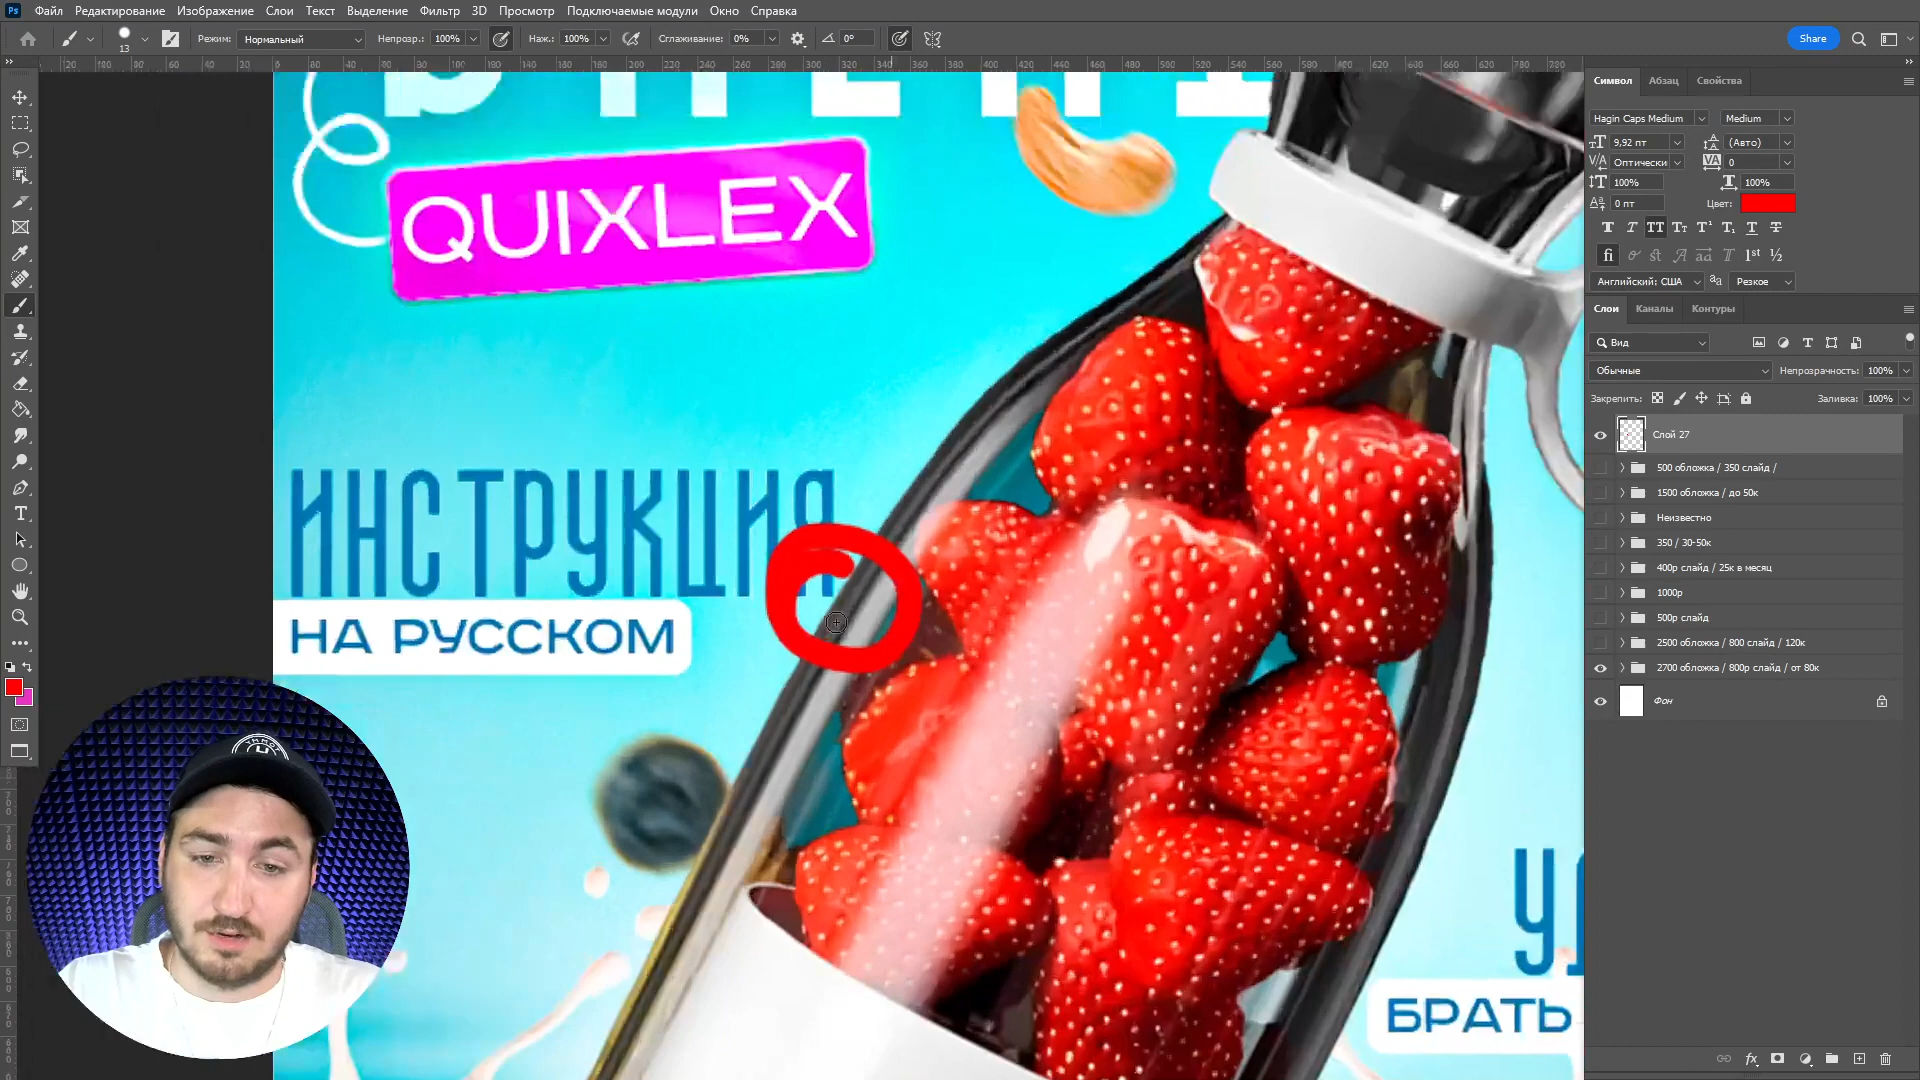 Ps Файл Редактирование Изображение Слои Текст Выделение Фильтр 3D Просмотр Подключаемые модули Окно Справка
13 Режим: Нормальный Непрозр.: 100% Наж.: 100% Сглаживание: 0% 0° Share
QUIXLEX
ИНСТРУКЦИЯ
НА РУССКОМ
БРАТЬ
Символ Абзац Свойства
Hagin Caps Medium Medium
9,92 пт (Авто)
Оптически 0
100% 100%
0 пт Цвет:
Английский: США Резкое
Слои Каналы Контуры
Вид
Обычные Непрозрачность: 100%
Закрепить: Заливка: 100%
Слой 27
500 обложка / 350 слайд /
1500 обложка / до 50к
Неизвестно
350 / 30-50к
400р слайд / 25к в месяц
1000р
500р слайд
2500 обложка / 800 слайд / 120к
2700 обложка / 800р слайд / от 80к
Фон